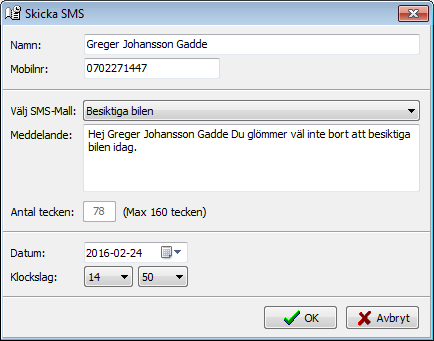 Skicka SMS
Namn: Greger Johansson Gadde
Mobilnr: 0702271447
Välj SMS-Mall: Besiktiga bilen
Meddelande: Hej Greger Johansson Gadde Du glömmer väl inte bort att besiktiga
bilen idag.
Antal tecken: 78 (Max 160 tecken)
Datum: 2016-02-24
Klockslag: 14 50
OK Avbryt